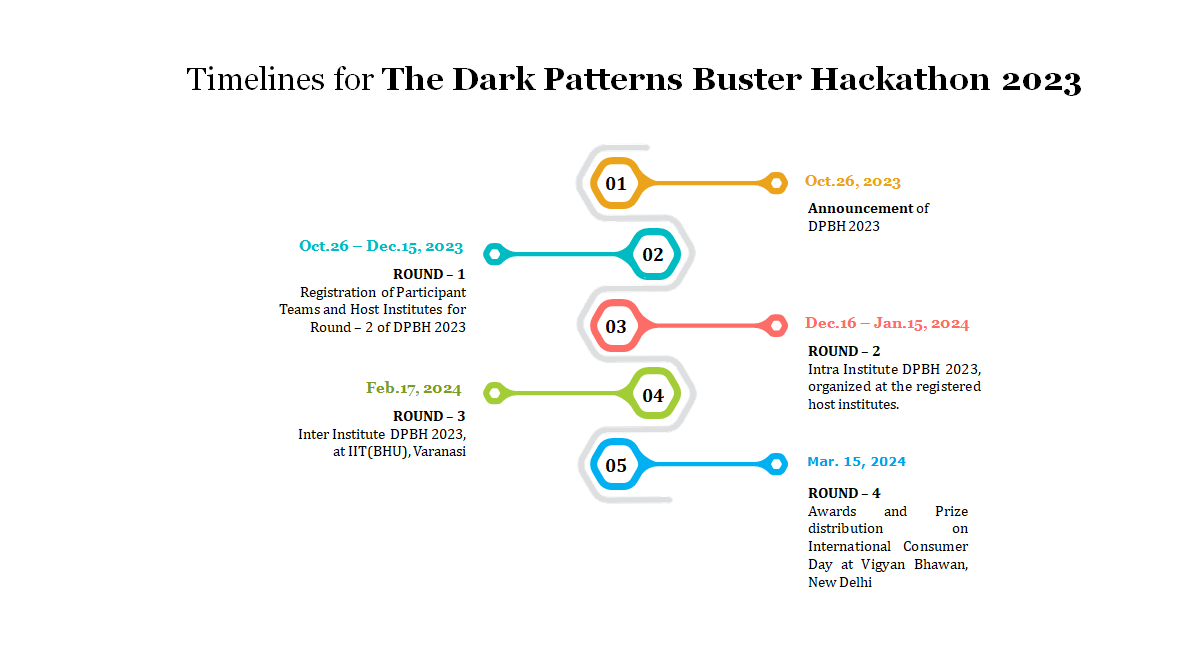 Timelines for The Dark Patterns Buster Hackathon 2023
01
Oct.26, 2023
Announcement of
DPBH 2023
02
Oct.26 – Dec.15, 2023
ROUND – 1
Registration of Participant
Teams and Host Institutes for
Round – 2 of DPBH 2023
03
Dec.16 – Jan.15, 2024
ROUND – 2
Intra Institute DPBH 2023,
organized at the registered
host institutes.
04
Feb.17, 2024
ROUND – 3
Inter Institute DPBH 2023,
at IIT(BHU), Varanasi
05
Mar. 15, 2024
ROUND – 4
Awards and Prize
distribution on
International Consumer
Day at Vigyan Bhawan,
New Delhi